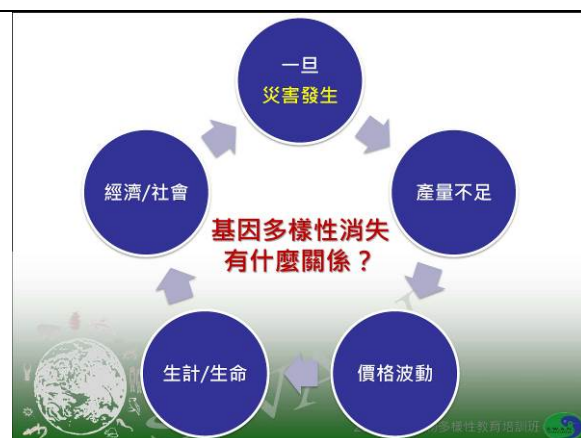 一旦
災害發生
經濟/社會
產量不足
基因多樣性消失
有什麼關係？
生計/生命
價格波動
多樣性教育培訓班